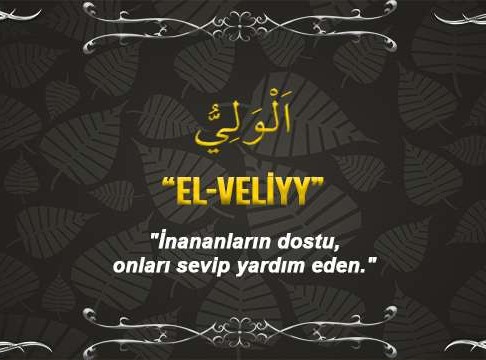 اَلْوَلِيُّ
“EL-VELİYY”
"İnananların dostu,
onları sevip yardım eden."